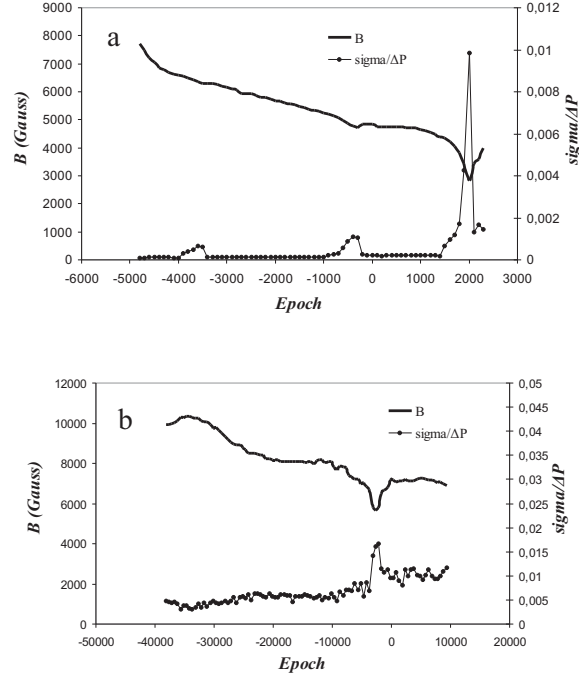 a
B
sigma/ΔP
9000
8000
7000
6000
5000
4000
3000
2000
1000
0
B (Gauss)
0,012
0,01
0,008
0,006
0,004
0,002
0
sigma/ΔP
-6000 -5000 -4000 -3000 -2000 -1000 0 1000 2000 3000
Epoch
b
B
sigma/ΔP
12000
10000
8000
6000
4000
2000
0
B (Gauss)
0,05
0,045
0,04
0,035
0,03
0,025
0,02
0,015
0,01
0,005
0
sigma/ΔP
-50000 -40000 -30000 -20000 -10000 0 10000 20000
Epoch